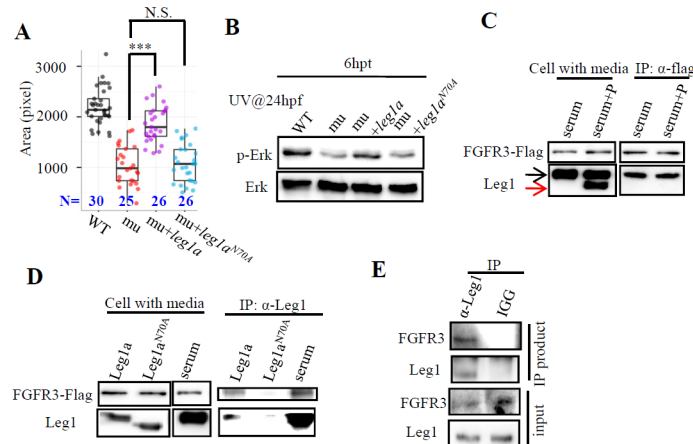 A
N.S.
***
Area (pixel)
3000
2000
1000
N= 30 25 26 26
WT
mu
mu+leg1a
mu+leg1aN70A
B
6hpt
UV@24hpf
WT
mu
mu
+leg1a
mu
+leg1aN70A
p-Erk
Erk
C
Cell with media
IP: α-flag
serum
serum+P
serum
serum+P
FGFR3-Flag
Leg1
D
Cell with media
IP: α-Leg1
Leg1a
Leg1aN70A
serum
Leg1a
Leg1aN70A
serum
FGFR3-Flag
Leg1
E
IP
α-Leg1
IGG
FGFR3
Leg1
IP product
FGFR3
Leg1
input